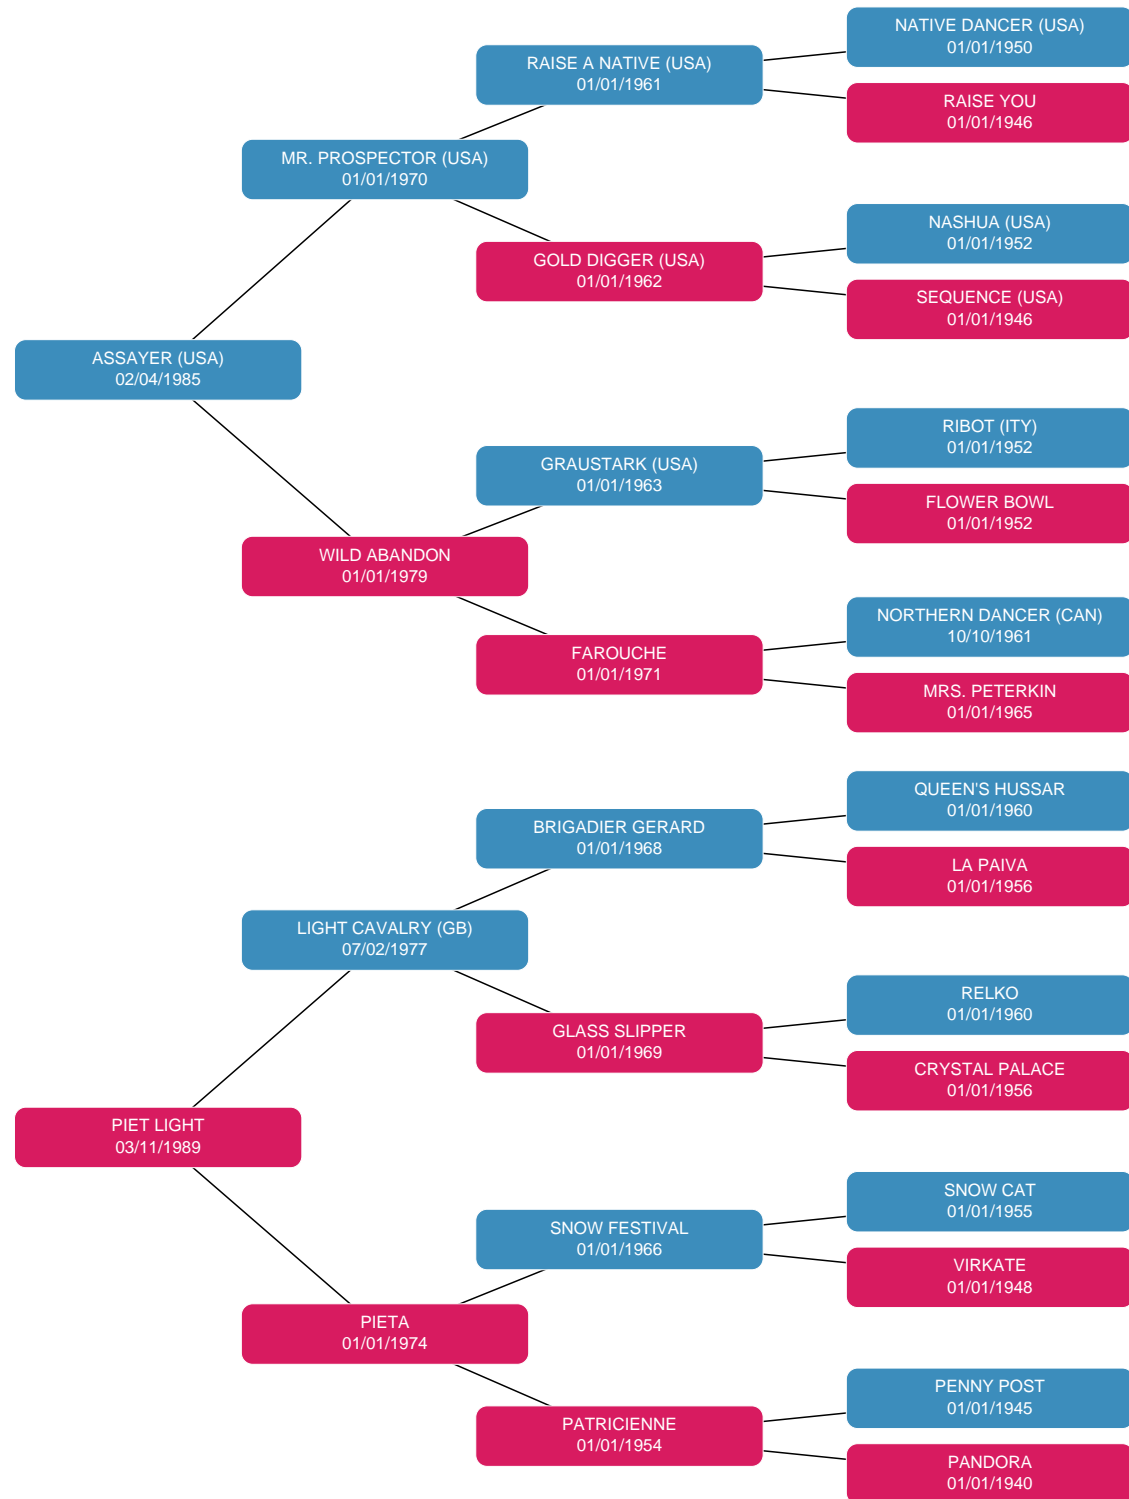 NATIVE DANCER (USA)
01/01/1950
RAISE A NATIVE (USA)
01/01/1961
RAISE YOU
01/01/1946
MR. PROSPECTOR (USA)
01/01/1970
NASHUA (USA)
01/01/1952
GOLD DIGGER (USA)
01/01/1962
SEQUENCE (USA)
01/01/1946
ASSAYER (USA)
02/04/1985
RIBOT (ITY)
01/01/1952
GRAUSTARK (USA)
01/01/1963
FLOWER BOWL
01/01/1952
WILD ABANDON
01/01/1979
NORTHERN DANCER (CAN)
10/10/1961
FAROUCHE
01/01/1971
MRS. PETERKIN
01/01/1965
QUEEN'S HUSSAR
01/01/1960
BRIGADIER GERARD
01/01/1968
LA PAIVA
01/01/1956
LIGHT CAVALRY (GB)
07/02/1977
RELKO
01/01/1960
GLASS SLIPPER
01/01/1969
CRYSTAL PALACE
01/01/1956
PIET LIGHT
03/11/1989
SNOW CAT
01/01/1955
SNOW FESTIVAL
01/01/1966
VIRKATE
01/01/1948
PIETA
01/01/1974
PENNY POST
01/01/1945
PATRICIENNE
01/01/1954
PANDORA
01/01/1940